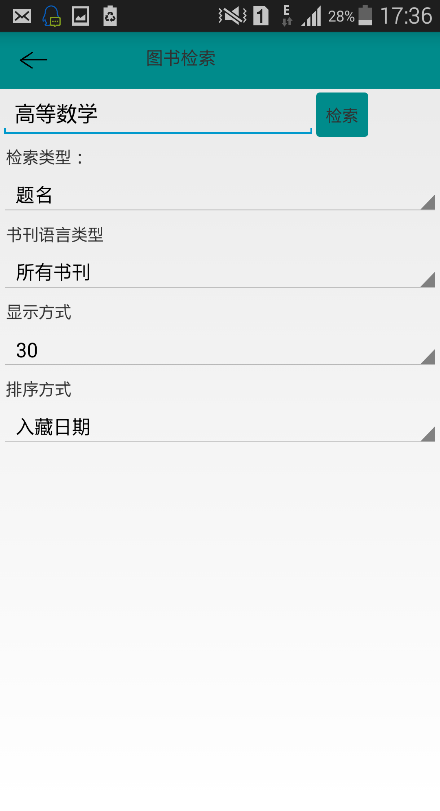 1 E 28% 17:36
图书检索
高等数学 检索
检索类型：
题名
书刊语言类型
所有书刊
显示方式
30
排序方式
入藏日期